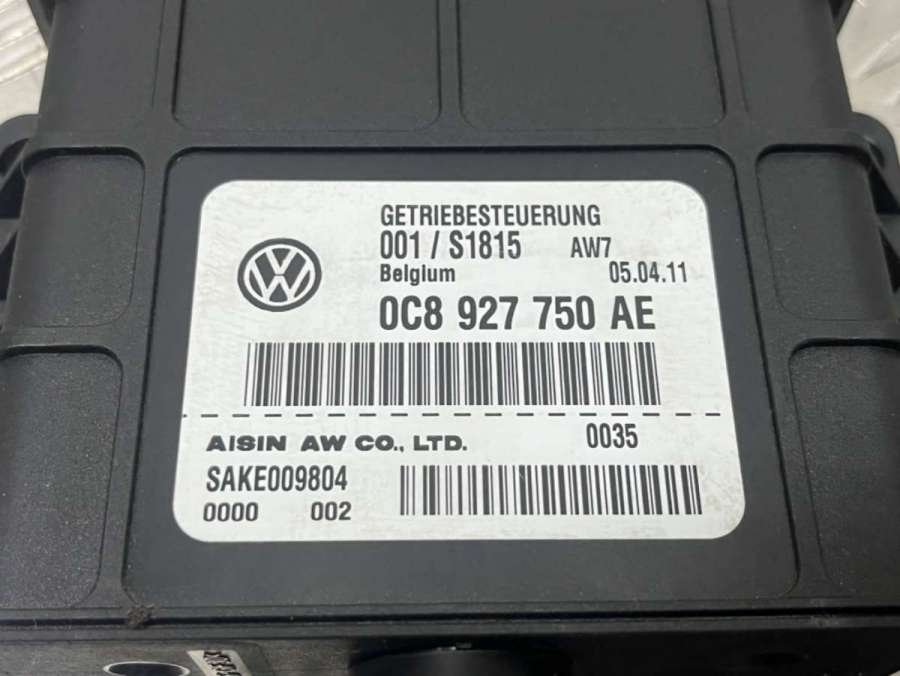 GETRIEBESTEUERUNG
001 / S1815 AW7
Belgium 05.04.11
0C8 927 750 AE
AISIN AW CO., LTD. 0035
SAKE009804
0000 002